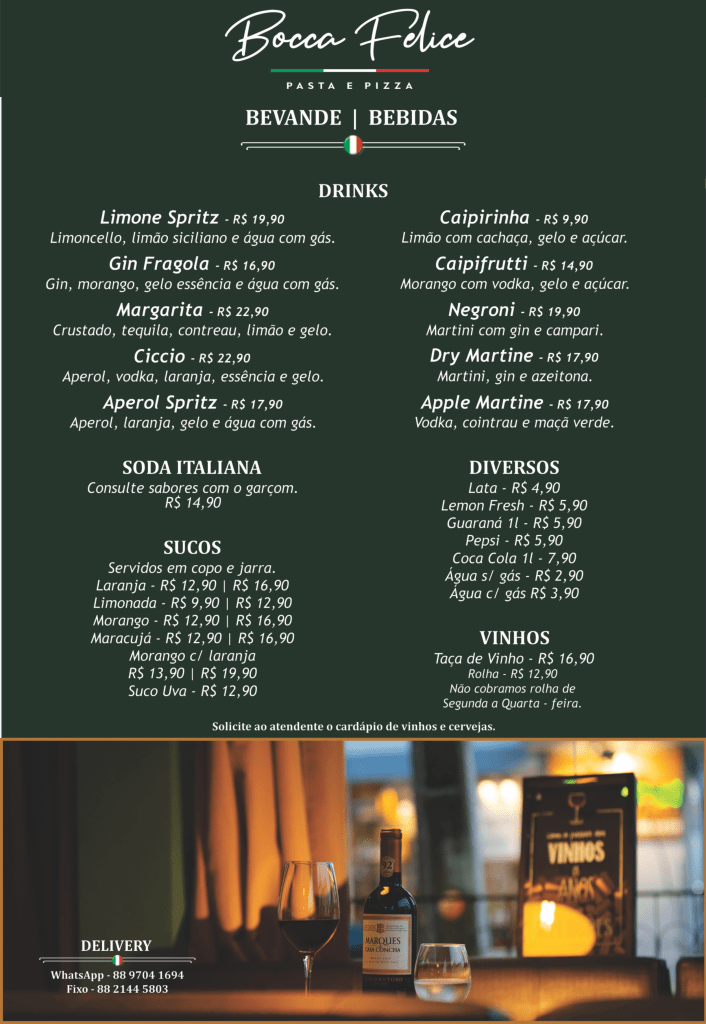 Bocca Felice
PASTA E PIZZA
BEVANDE | BEBIDAS
DRINKS
Limone Spritz - R$ 19,90
Limoncello, limão siciliano e água com gás.
Gin Fragola - R$ 16,90
Gin, morango, gelo essência e água com gás.
Margarita - R$ 22,90
Crustado, tequila, contreau, limão e gelo.
Ciccio - R$ 22,90
Aperol, vodka, laranja, essência e gelo.
Aperol Spritz - R$ 17,90
Aperol, laranja, gelo e água com gás.
Caipirinha - R$ 9,90
Limão com cachaça, gelo e açúcar.
Caipifrutti - R$ 14,90
Morango com vodka, gelo e açúcar.
Negroni - R$ 19,90
Martini com gin e campari.
Dry Martine - R$ 17,90
Martini, gin e azeitona.
Apple Martine - R$ 17,90
Vodka, cointrau e maçã verde.
SODA ITALIANA
Consulte sabores com o garçom.
R$ 14,90
SUCOS
Servidos em copo e jarra.
Laranja - R$ 12,90 | R$ 16,90
Limonada - R$ 9,90 | R$ 12,90
Morango - R$ 12,90 | R$ 16,90
Maracujá - R$ 12,90 | R$ 16,90
Morango c/ laranja
R$ 13,90 | R$ 19,90
Suco Uva - R$ 12,90
DIVERSOS
Lata - R$ 4,90
Lemon Fresh - R$ 5,90
Guaraná 1l - R$ 5,90
Pepsi - R$ 5,90
Coca Cola 1l - 7,90
Água s/ gás - R$ 2,90
Água c/ gás R$ 3,90
VINHOS
Taça de Vinho - R$ 16,90
Rolha - R$ 12,90
Não cobramos rolha de
Segunda a Quarta - feira.
Solicite ao atendente o cardápio de vinhos e cervejas.
VINHOS
92
MARQUES
DE
CASA CONCHA
DELIVERY
WhatsApp - 88 9704 1694
Fixo - 88 2144 5803